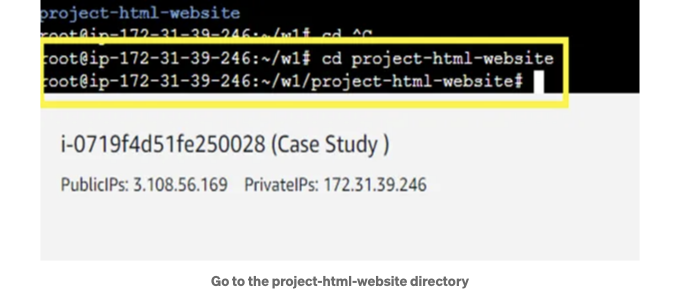 project-html-website
root@ip-172-31-39-246:~/w1# cd ^C
root@ip-172-31-39-246:~/w1# cd project-html-website
root@ip-172-31-39-246:~/w1/project-html-website#
i-0719f4d51fe250028 (Case Study )
PublicIPs: 3.108.56.169 PrivateIPs: 172.31.39.246
Go to the project-html-website directory